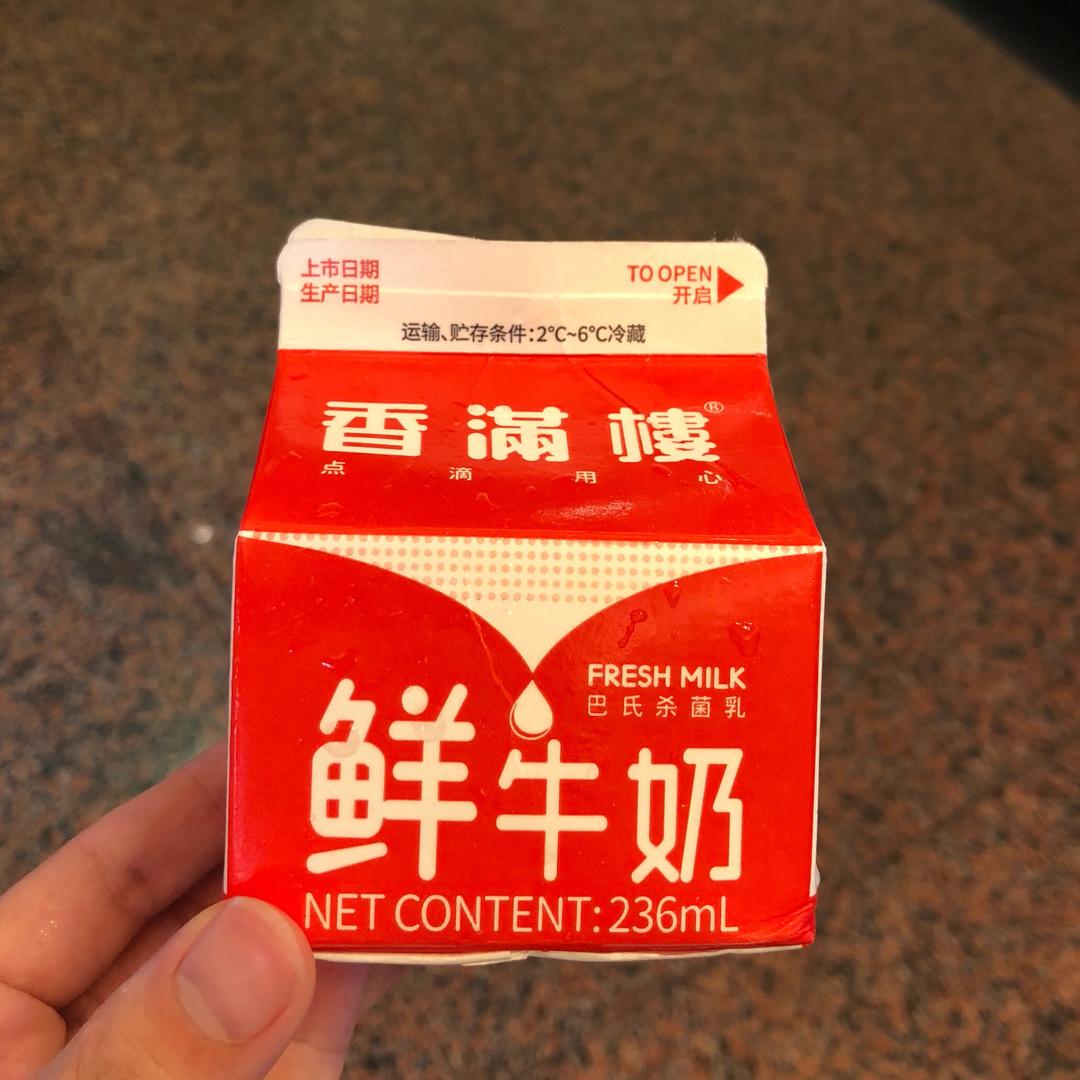 上市日期
生产日期
TO OPEN
开启
运输、贮存条件:2℃~6℃冷藏
香滿樓®
点滴用心
FRESH MILK
巴氏杀菌乳
鲜牛奶
NET CONTENT:236mL